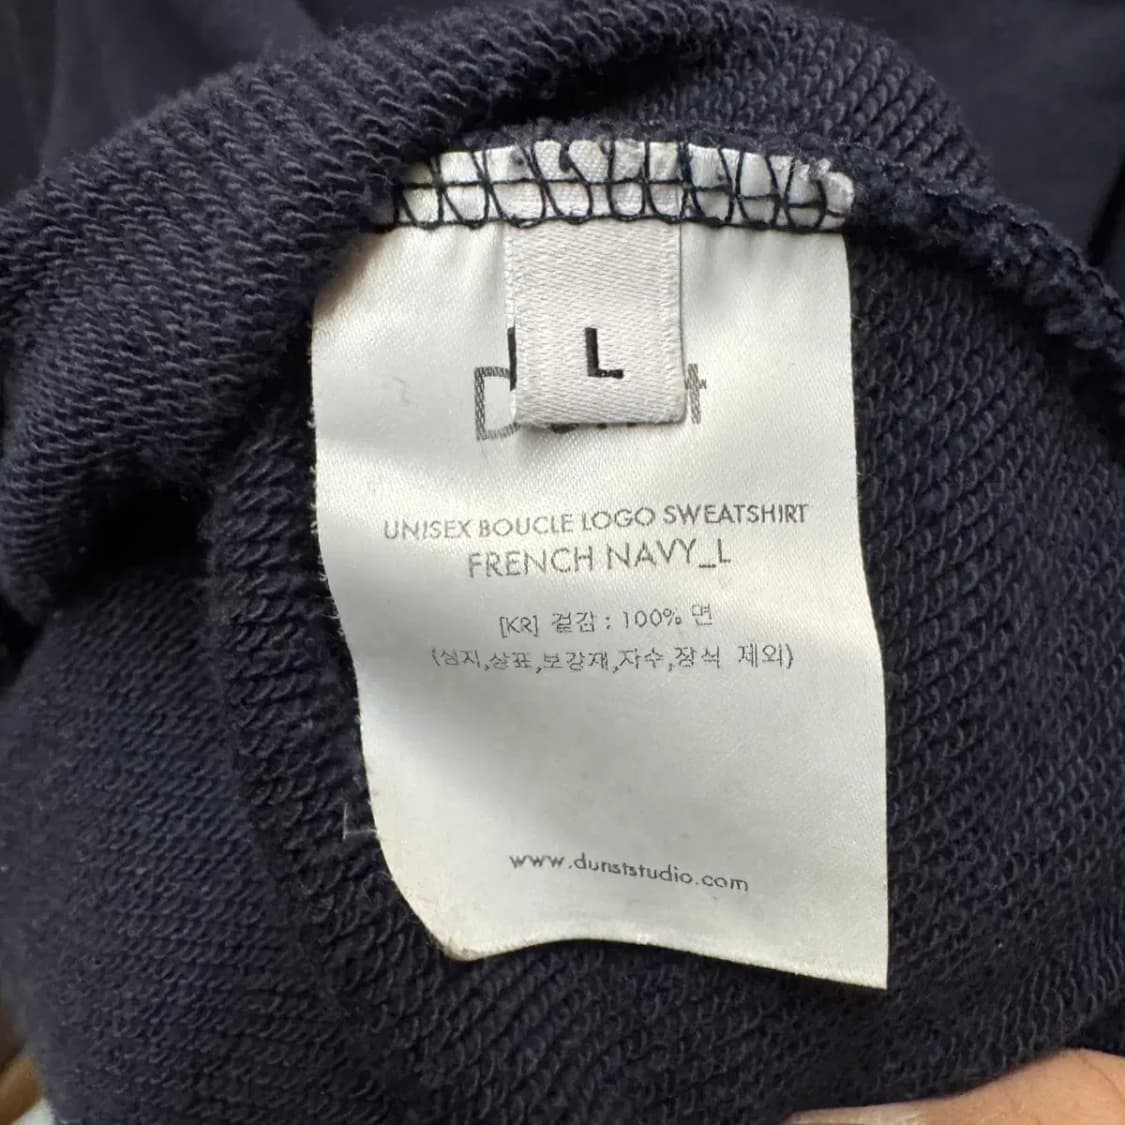 L
UNISEX BOUCLE LOGO SWEATSHIRT
FRENCH NAVY_L
[KR] 겉감 : 100% 면
(심지,상표,보강재,자수,장식 제외)
www.dunststudio.com